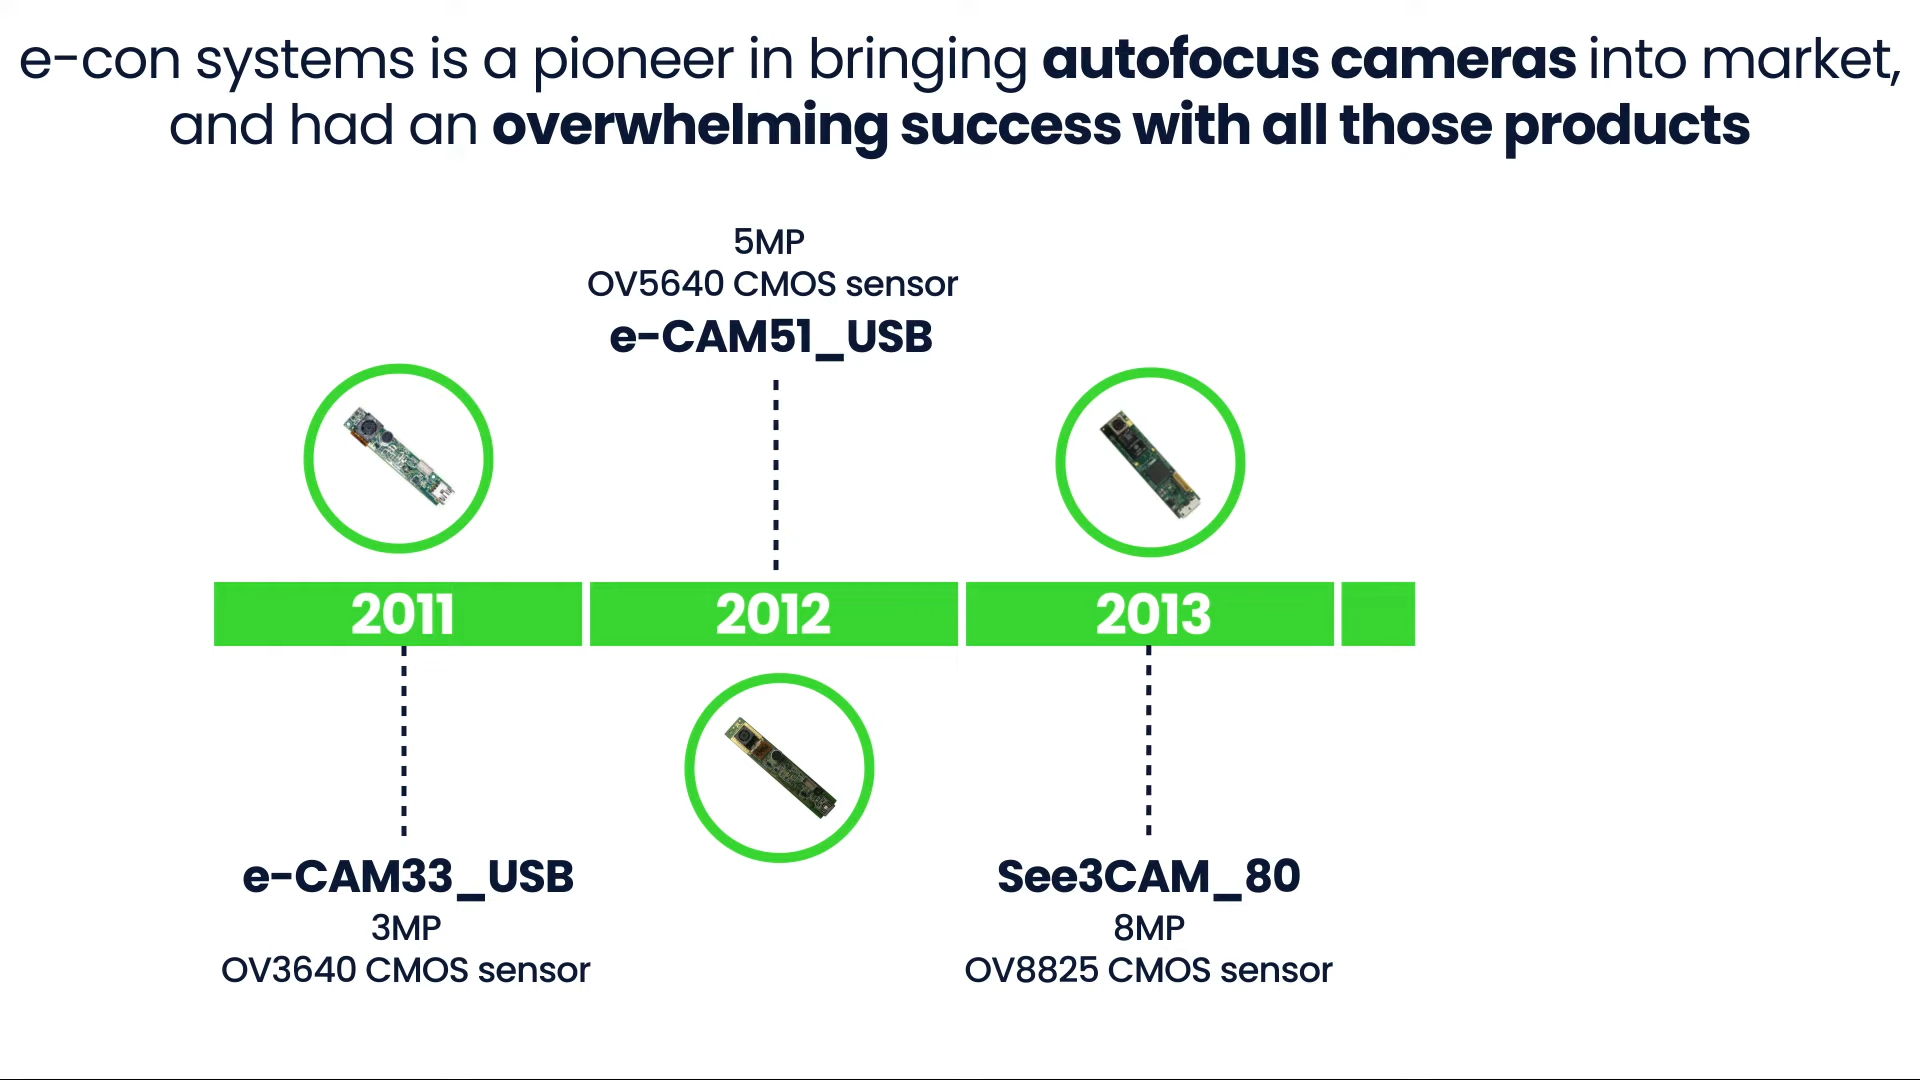 e-con systems is a pioneer in bringing autofocus cameras into market,
and had an overwhelming success with all those products
5MP
OV5640 CMOS sensor
e-CAM51_USB
2011
2012
2013
e-CAM33_USB
3MP
OV3640 CMOS sensor
See3CAM_80
8MP
OV8825 CMOS sensor